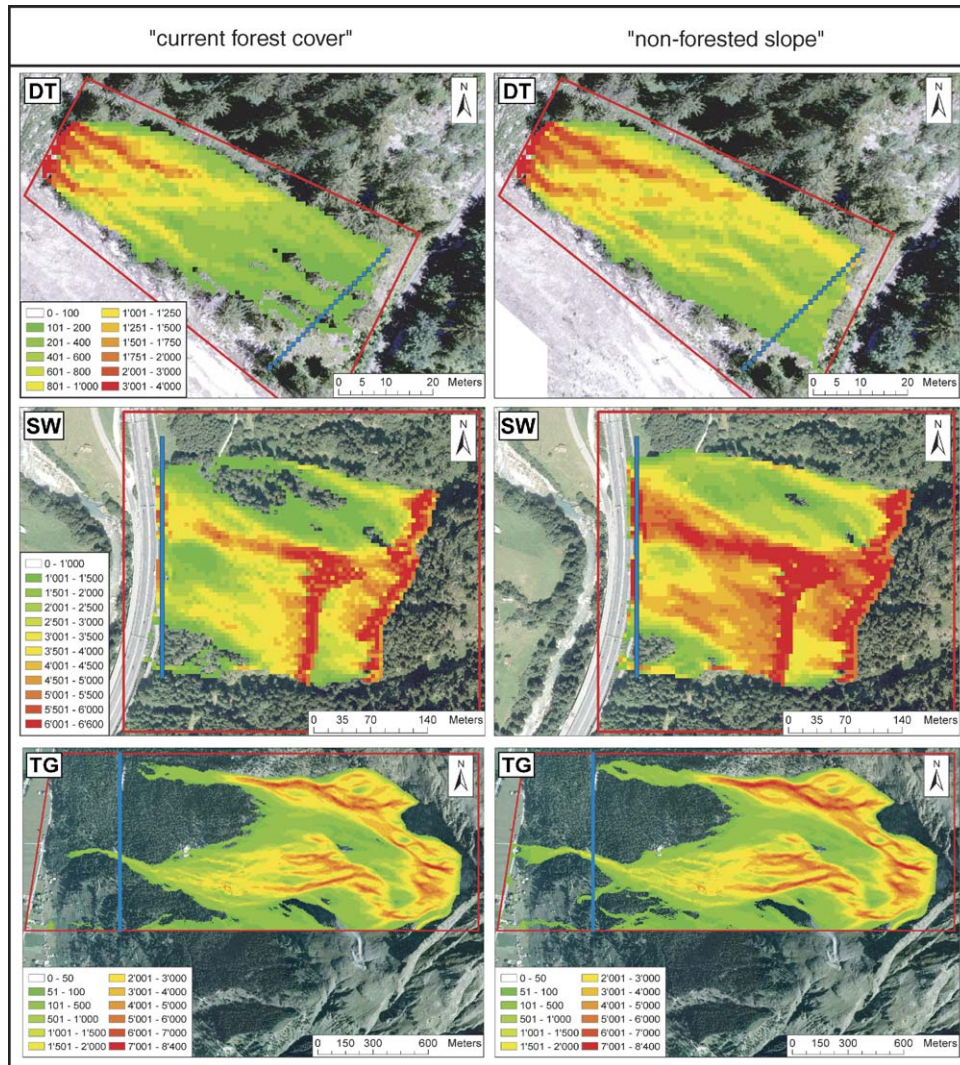 "current forest cover"
"non-forested slope"
DT
N
0 - 100
101 - 200
201 - 400
401 - 600
601 - 800
801 - 1'000
1'001 - 1'250
1'251 - 1'500
1'501 - 1'750
1'751 - 2'000
2'001 - 3'000
3'001 - 4'000
0 5 10 20 Meters
DT
N
0 5 10 20 Meters
SW
N
0 - 1'000
1'001 - 1'500
1'501 - 2'000
2'001 - 2'500
2'501 - 3'000
3'001 - 3'500
3'501 - 4'000
4'001 - 4'500
4'501 - 5'000
5'001 - 5'500
5'501 - 6'000
6'001 - 6'600
0 35 70 140 Meters
SW
N
0 35 70 140 Meters
TG
N
0 - 50
51 - 100
101 - 500
501 - 1'000
1'001 - 1'500
1'501 - 2'000
2'001 - 3'000
3'001 - 4'000
4'001 - 5'000
5'001 - 6'000
6'001 - 7'000
7'001 - 8'400
0 150 300 600 Meters
TG
N
0 - 50
51 - 100
101 - 500
501 - 1'000
1'001 - 1'500
1'501 - 2'000
2'001 - 3'000
3'001 - 4'000
4'001 - 5'000
5'001 - 6'000
6'001 - 7'000
7'001 - 8'400
0 150 300 600 Meters